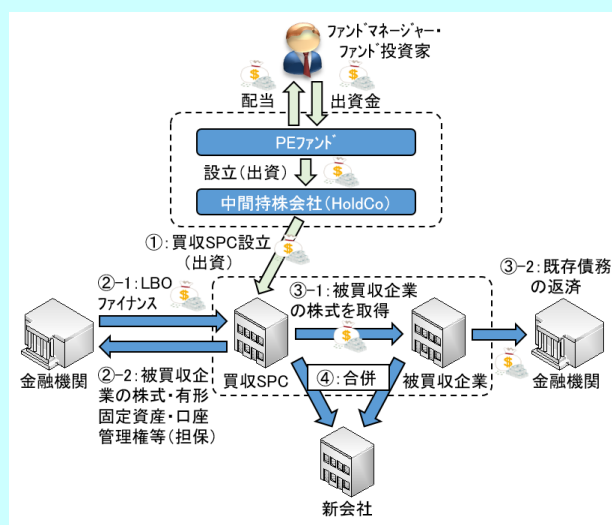 ファンドマネージャー・
ファンド投資家
配当
出資金
PEファンド
設立(出資)
中間持株会社(HoldCo)
①:買収SPC設立
(出資)
②-1:LBO
ファイナンス
③-1:被買収企業
の株式を取得
③-2:既存債務
の返済
金融機関
買収SPC
④:合併
被買収企業
金融機関
②-2:被買収企
業の株式・有形
固定資産・口座
管理権等(担保)
新会社